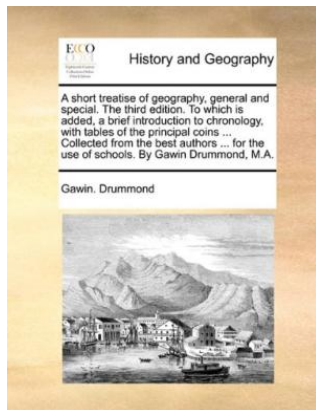 ECCO
History and Geography
A short treatise of geography, general and
special. The third edition. To which is
added, a brief introduction to chronology,
with tables of the principal coins ...
Collected from the best authors ... for the
use of schools. By Gawin Drummond, M.A.
Gawin. Drummond